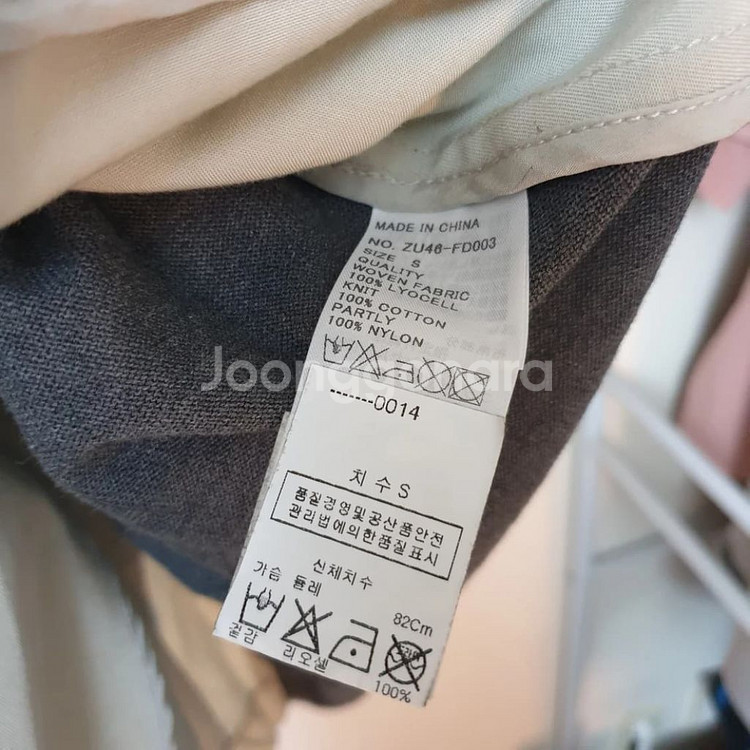 MADE IN CHINA
NO. ZU46-FD003
SIZE S
QUALITY
WOVEN FABRIC
100% LYOCELL
KNIT
100% COTTON
PARTLY
100% NYLON
Joonggonara
-------0014
치수 S
품질경영및공산품안전
관리법에의한품질표시
신체치수
가슴 둘레 82Cm
겉감 리오셀 100%